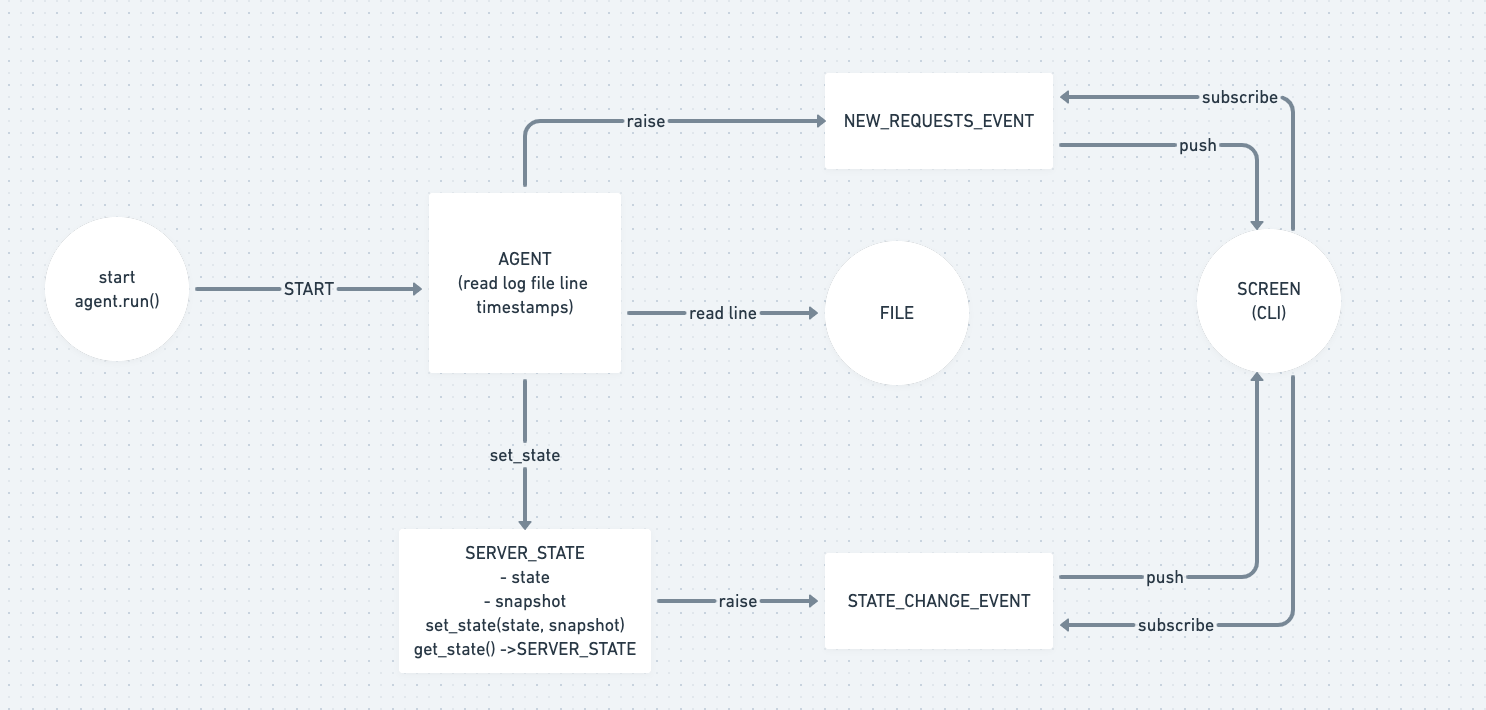 subscribe
raise
NEW_REQUESTS_EVENT
push
start
agent.run()
START
AGENT
(read log file line
timestamps)
read line
FILE
SCREEN
(CLI)
set_state
SERVER_STATE
- state
- snapshot
set_state(state, snapshot)
get_state() ->SERVER_STATE
raise
STATE_CHANGE_EVENT
push
subscribe